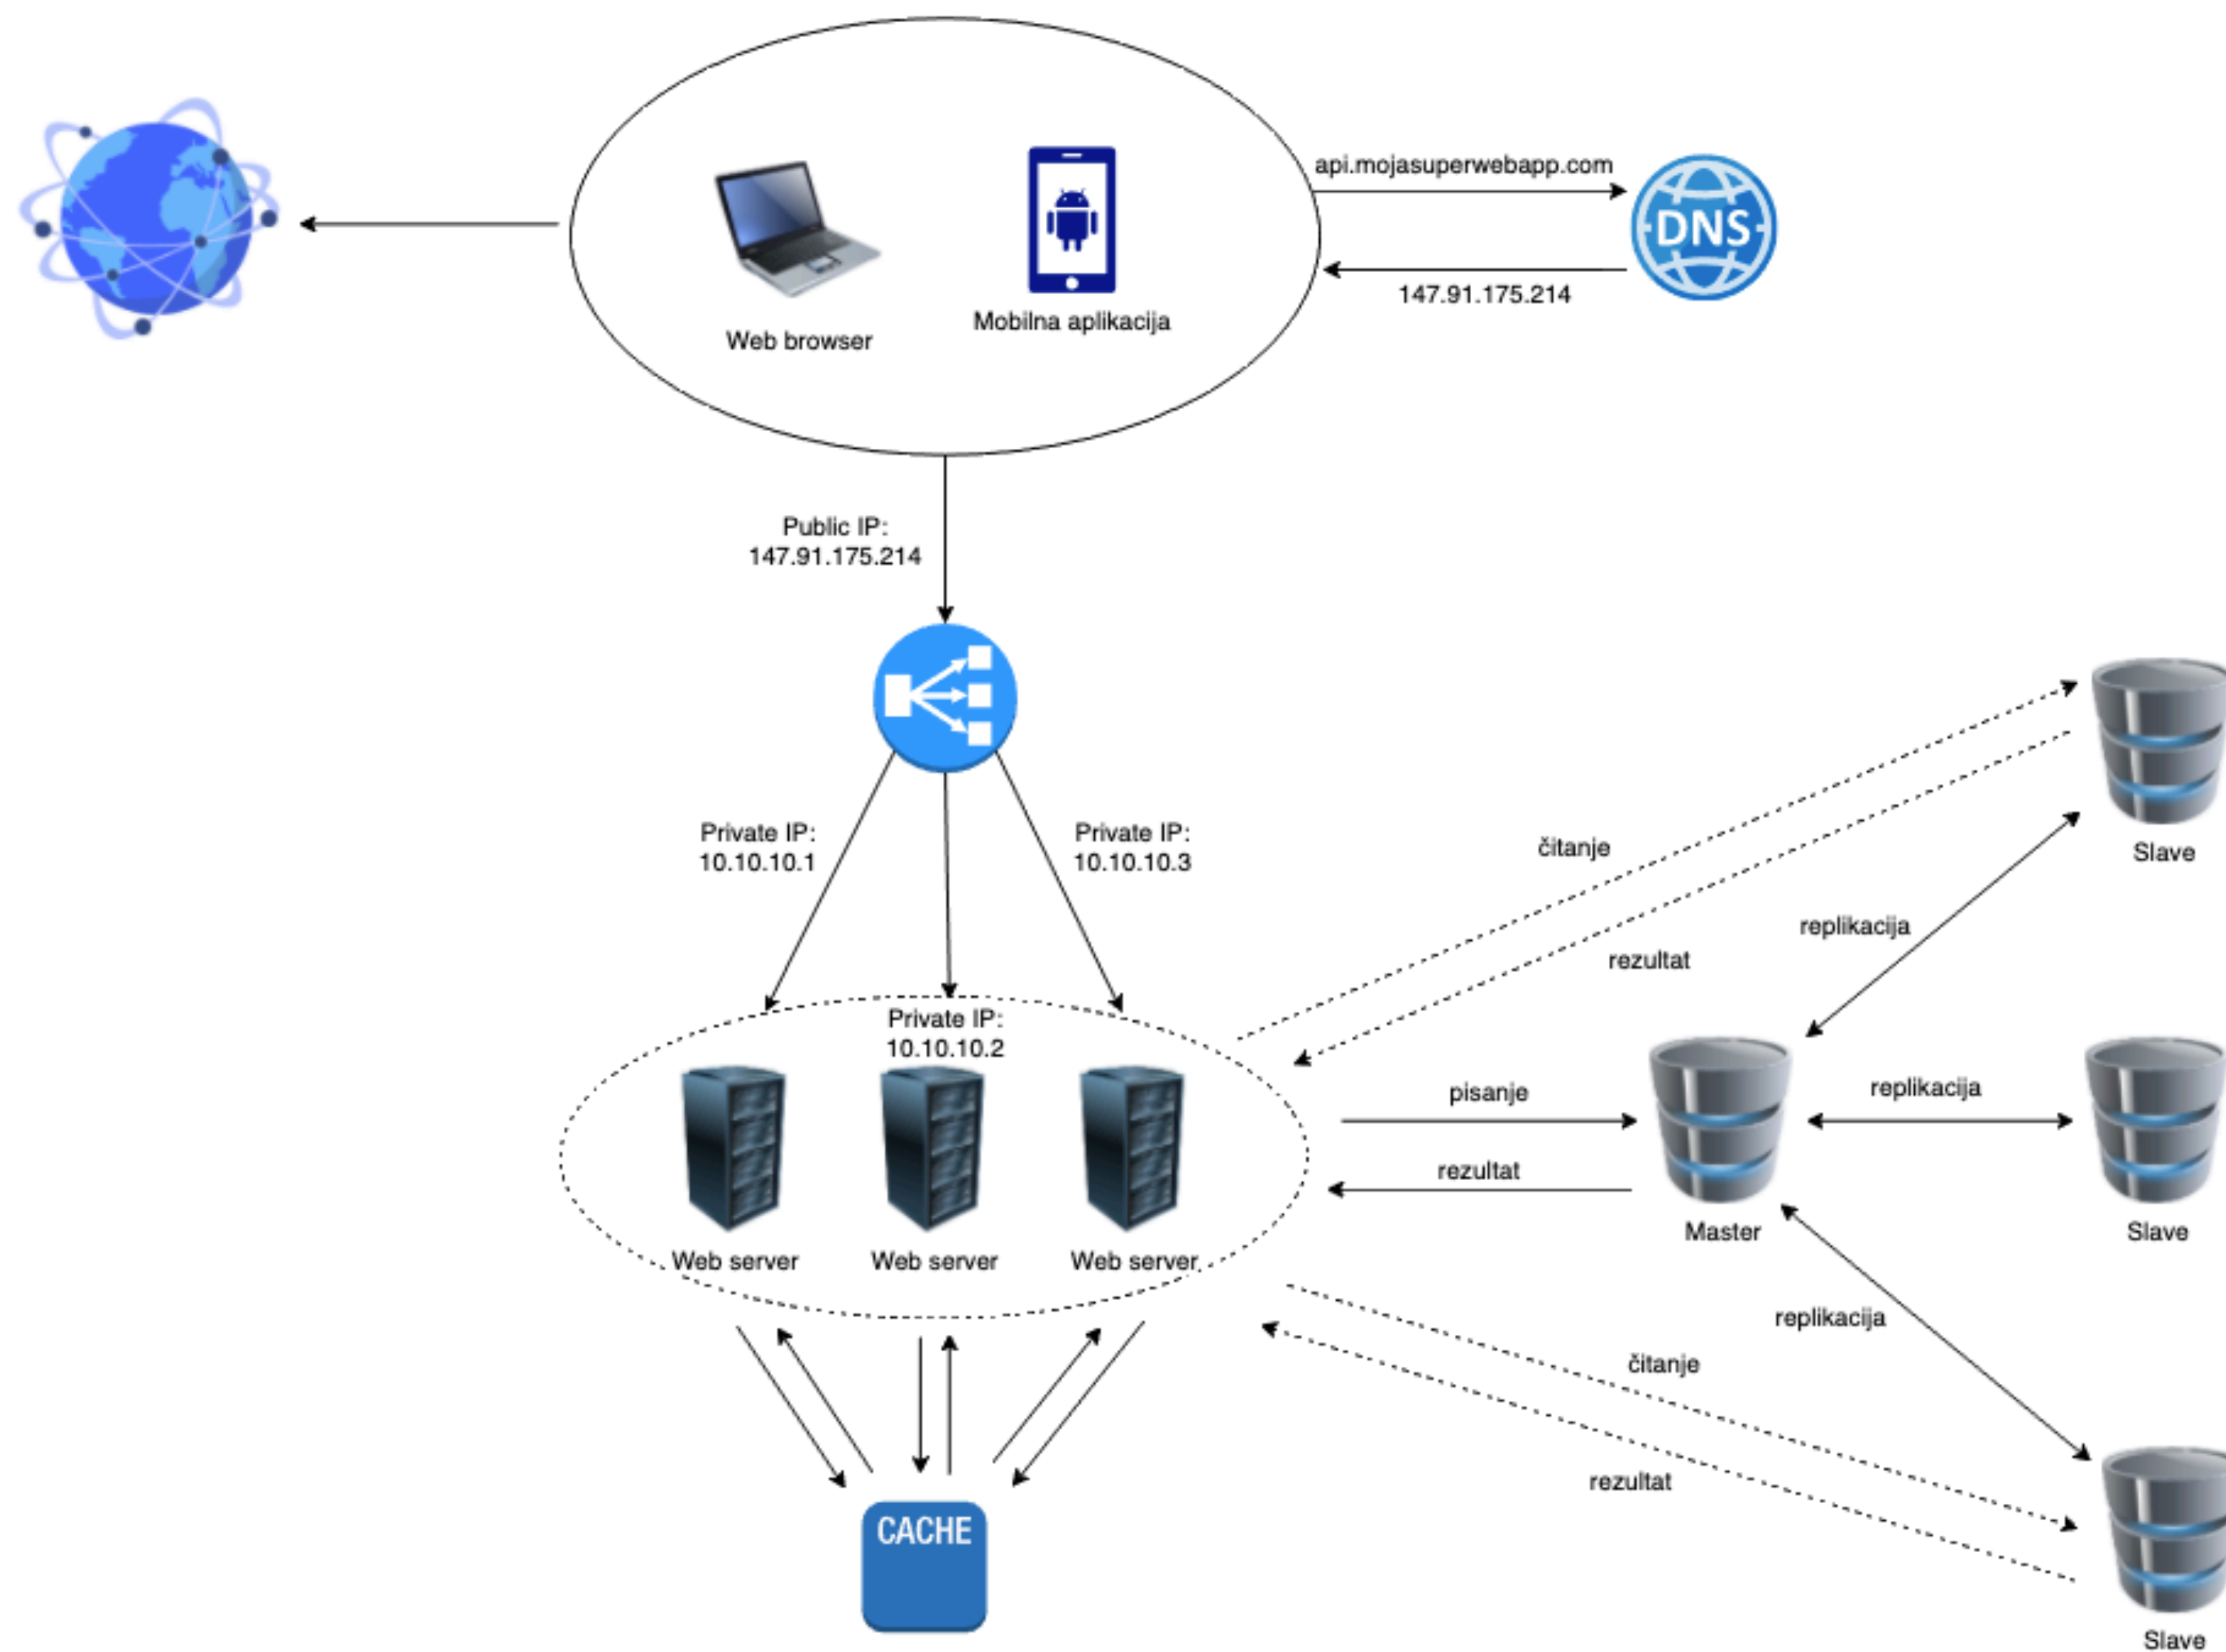 api.mojasuperwebapp.com
DNS
147.91.175.214
Web browser
Mobilna aplikacija
Public IP:
147.91.175.214
Private IP:
10.10.10.1
Private IP:
10.10.10.3
Private IP:
10.10.10.2
Web server
Web server
Web server
CACHE
čitanje
rezultat
replikacija
Slave
pisanje
rezultat
Master
replikacija
Slave
replikacija
čitanje
rezultat
Slave